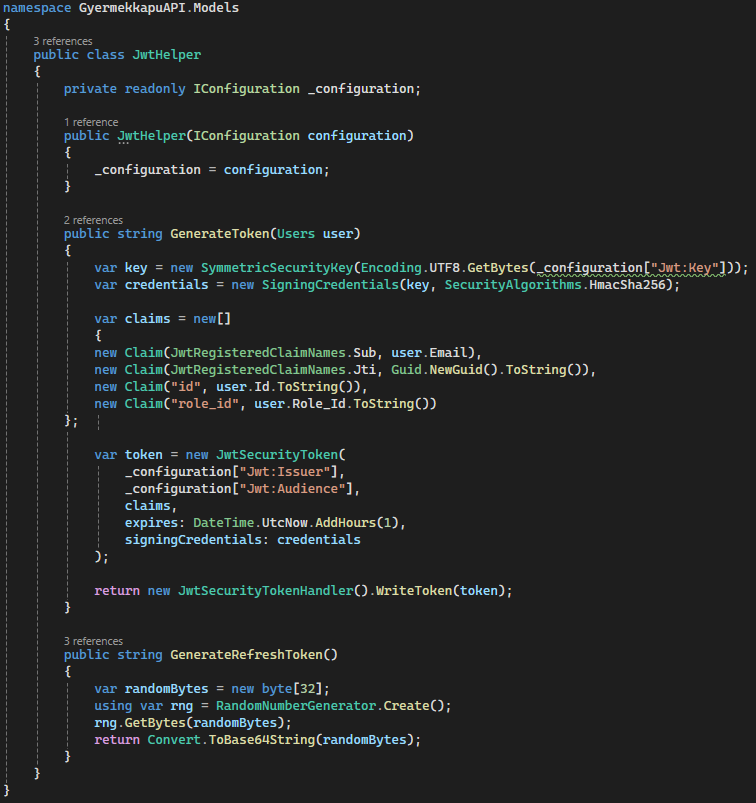 namespace GyermekkapuAPI.Models
{
3 references
public class JwtHelper
{
private readonly IConfiguration _configuration;
1 reference
public JwtHelper(IConfiguration configuration)
{
_configuration = configuration;
}
2 references
public string GenerateToken(Users user)
{
var key = new SymmetricSecurityKey(Encoding.UTF8.GetBytes(_configuration["Jwt:Key"]));
var credentials = new SigningCredentials(key, SecurityAlgorithms.HmacSha256);
var claims = new[]
{
new Claim(JwtRegisteredClaimNames.Sub, user.Email),
new Claim(JwtRegisteredClaimNames.Jti, Guid.NewGuid().ToString()),
new Claim("id", user.Id.ToString()),
new Claim("role_id", user.Role_Id.ToString())
};
var token = new JwtSecurityToken(
_configuration["Jwt:Issuer"],
_configuration["Jwt:Audience"],
claims,
expires: DateTime.UtcNow.AddHours(1),
signingCredentials: credentials
);
return new JwtSecurityTokenHandler().WriteToken(token);
}
3 references
public string GenerateRefreshToken()
{
var randomBytes = new byte[32];
using var rng = RandomNumberGenerator.Create();
rng.GetBytes(randomBytes);
return Convert.ToBase64String(randomBytes);
}
}
}